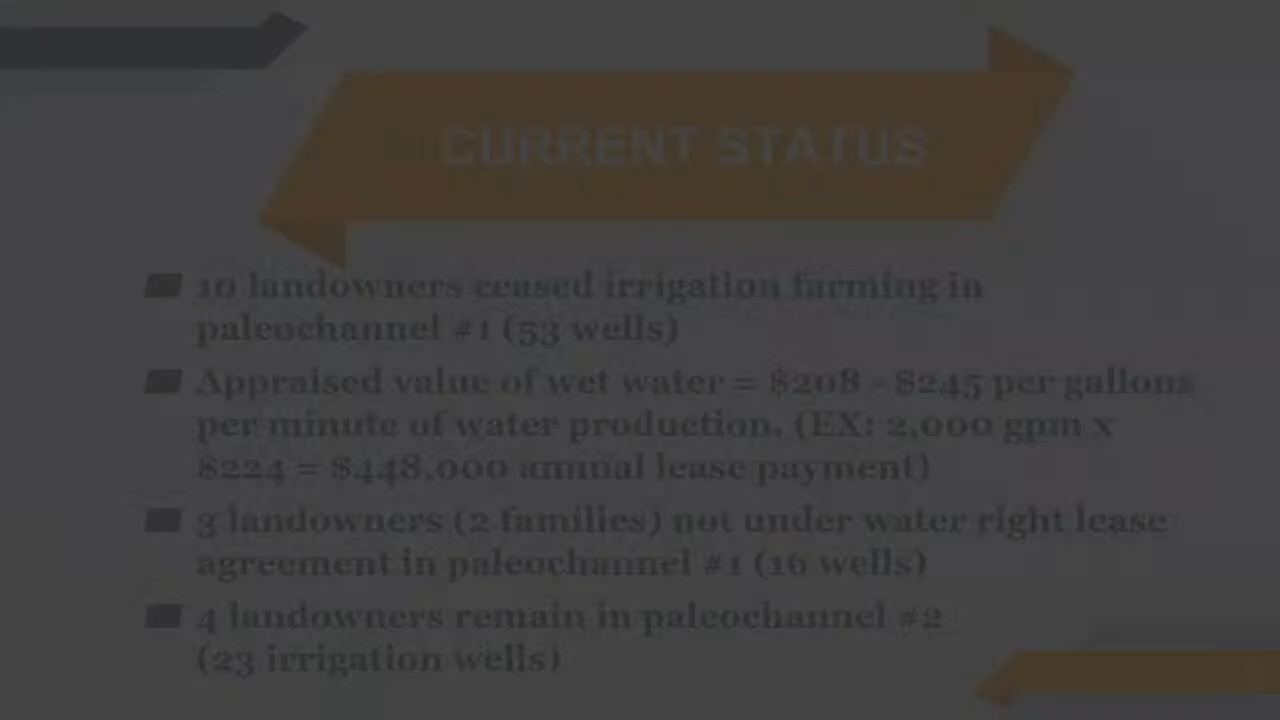 CURRENT STATUS
10 landowners ceased irrigation farming in
paleochannel #1 (53 wells)
Appraised value of wet water = $208 - $245 per gallons
per minute of water production. (EX: 2,000 gpm x
$224 = $448,000 annual lease payment)
3 landowners (2 families) not under water right lease
agreement in paleochannel #1 (16 wells)
4 landowners remain in paleochannel #2
(23 irrigation wells)